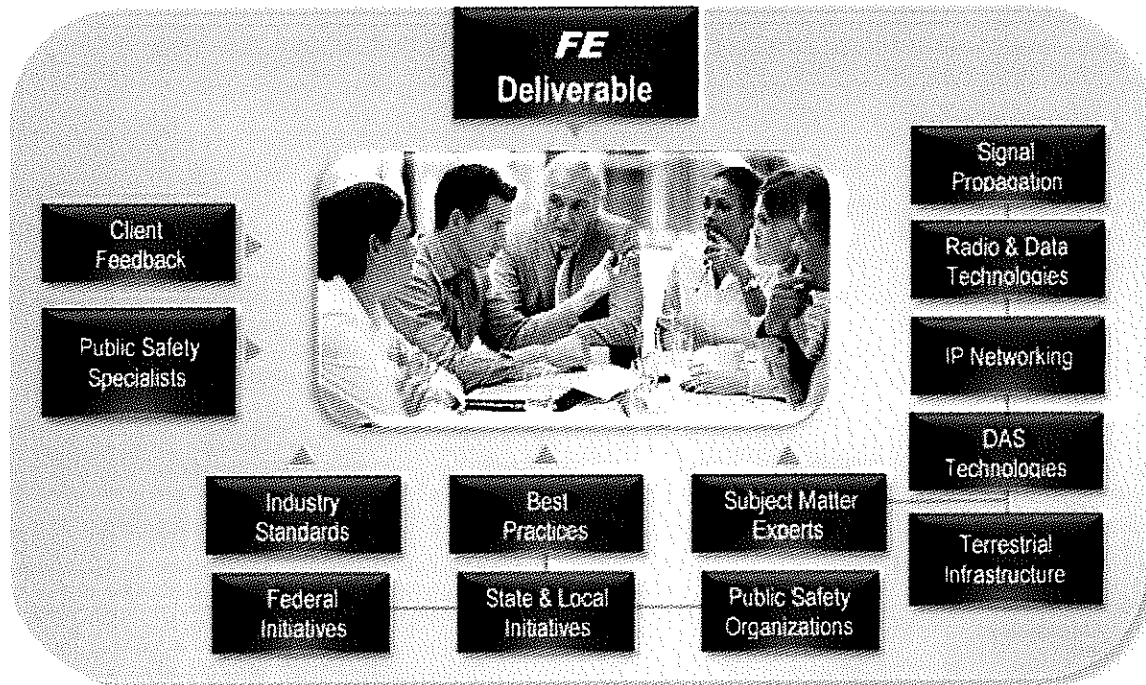 FE
Deliverable
Client
Feedback
Public Safety
Specialists
Signal
Propagation
Radio & Data
Technologies
IP Networking
DAS
Technologies
Terrestrial
Infrastructure
Industry
Standards
Best
Practices
Subject Matter
Experts
Federal
Initiatives
State & Local
Initiatives
Public Safety
Organizations